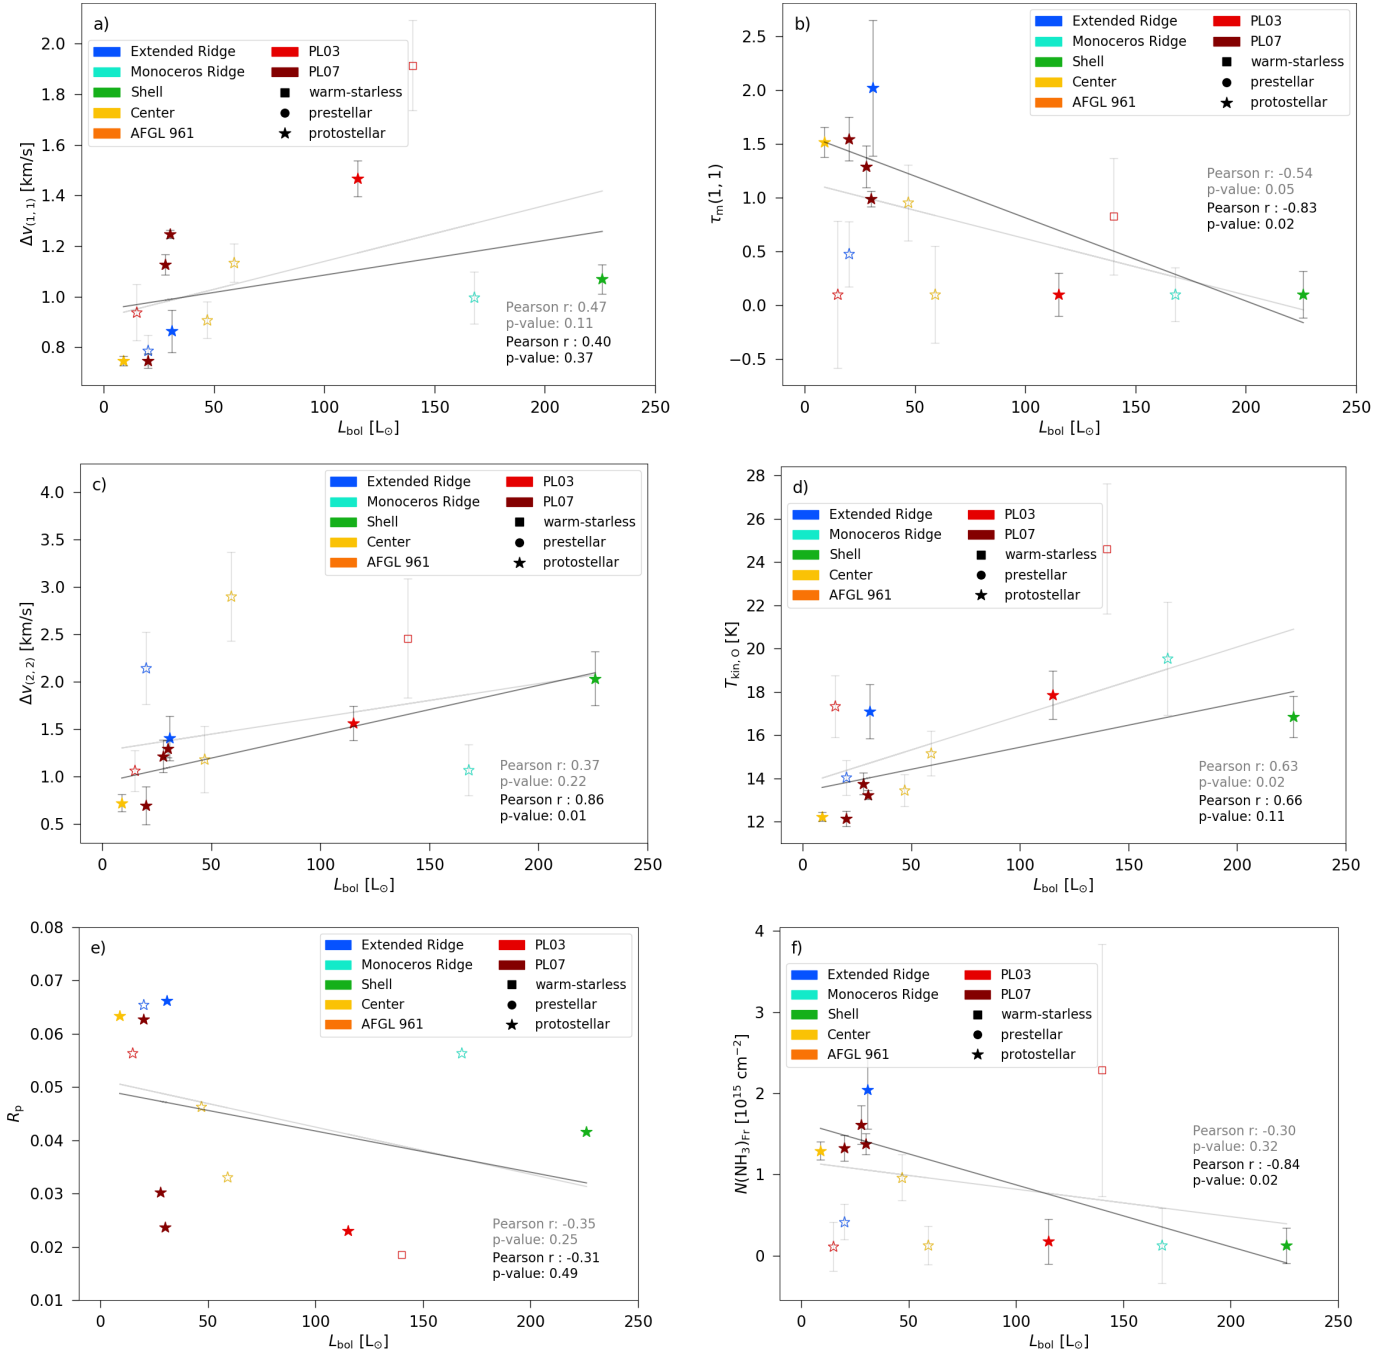 a)
Extended Ridge
Monoceros Ridge
Shell
Center
AFGL 961
PL03
PL07
warm-starless
prestellar
protostellar
2.0
1.8
1.6
1.4
1.2
1.0
0.8
Δv(1,1) [km/s]
Pearson r: 0.47
p-value: 0.11
Pearson r : 0.40
p-value: 0.37
0 50 100 150 200 250
Lbol [L⊙]
b)
Extended Ridge
Monoceros Ridge
Shell
Center
AFGL 961
PL03
PL07
warm-starless
prestellar
protostellar
2.5
2.0
1.5
1.0
0.5
0.0
−0.5
τm(1,1)
Pearson r: -0.54
p-value: 0.05
Pearson r : -0.83
p-value: 0.02
0 50 100 150 200 250
Lbol [L⊙]
c)
Extended Ridge
Monoceros Ridge
Shell
Center
AFGL 961
PL03
PL07
warm-starless
prestellar
protostellar
4.0
3.5
3.0
2.5
2.0
1.5
1.0
0.5
Δv(2,2) [km/s]
Pearson r: 0.37
p-value: 0.22
Pearson r : 0.86
p-value: 0.01
0 50 100 150 200 250
Lbol [L⊙]
d)
Extended Ridge
Monoceros Ridge
Shell
Center
AFGL 961
PL03
PL07
warm-starless
prestellar
protostellar
28
26
24
22
20
18
16
14
12
Tkin,O [K]
Pearson r: 0.63
p-value: 0.02
Pearson r : 0.66
p-value: 0.11
0 50 100 150 200 250
Lbol [L⊙]
e)
Extended Ridge
Monoceros Ridge
Shell
Center
AFGL 961
PL03
PL07
warm-starless
prestellar
protostellar
0.08
0.07
0.06
0.05
0.04
0.03
0.02
0.01
Rp
Pearson r: -0.35
p-value: 0.25
Pearson r : -0.31
p-value: 0.49
0 50 100 150 200 250
Lbol [L⊙]
f)
Extended Ridge
Monoceros Ridge
Shell
Center
AFGL 961
PL03
PL07
warm-starless
prestellar
protostellar
4
3
2
1
0
N(NH3)Fr [10^15 cm^−2]
Pearson r: -0.30
p-value: 0.32
Pearson r : -0.84
p-value: 0.02
0 50 100 150 200 250
Lbol [L⊙]